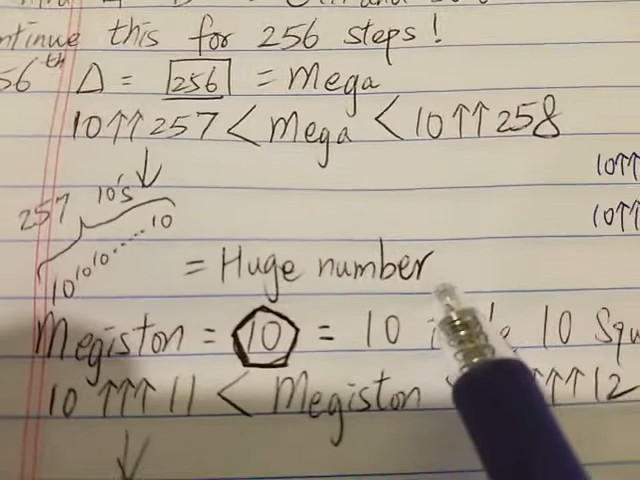 ntinue this for 256 steps!
56th Δ = 256 = Mega
10↑↑257 < Mega < 10↑↑258
10↑↑
257 10's
10↑
10^10^10^.....^10 = Huge number
Megiston = 10 = 10 10 Squ
10↑↑↑11 < Megiston ↑↑12